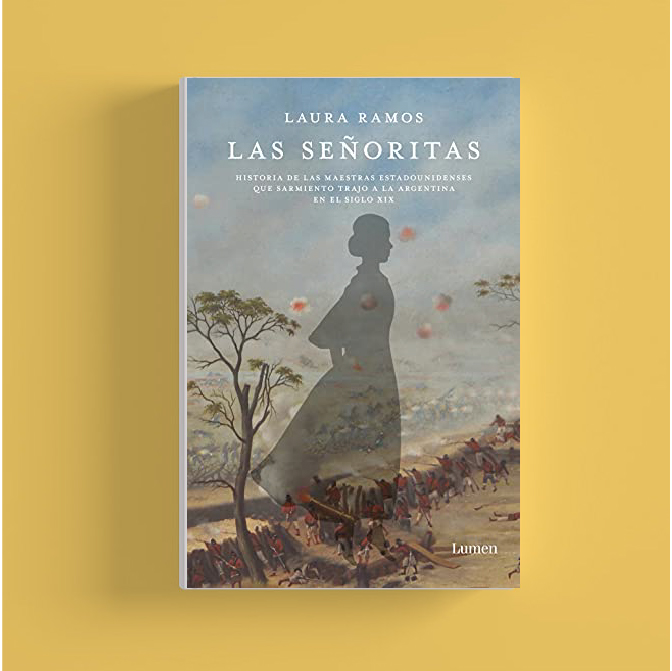 LAURA RAMOS
LAS SEÑORITAS
HISTORIA DE LAS MAESTRAS ESTADOUNIDENSES
QUE SARMIENTO TRAJO A LA ARGENTINA
EN EL SIGLO XIX
Lumen